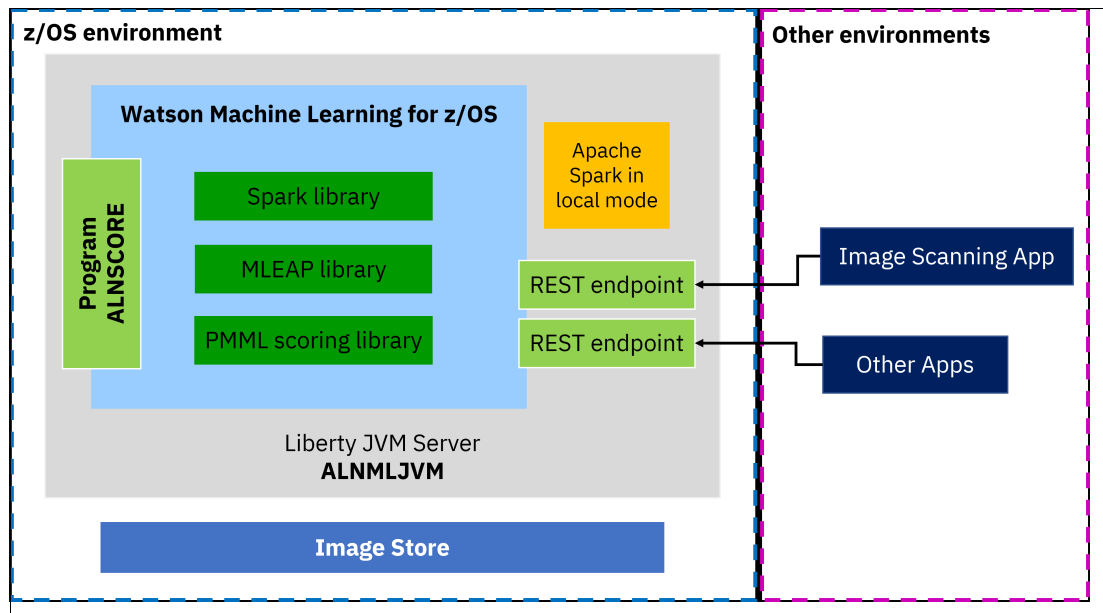 z/OS environment
Other environments
Watson Machine Learning for z/OS
Program
ALNSCORE
Spark library
MLEAP library
PMML scoring library
Apache
Spark in
local mode
REST endpoint
REST endpoint
Image Scanning App
Other Apps
Liberty JVM Server
ALNMLJVM
Image Store